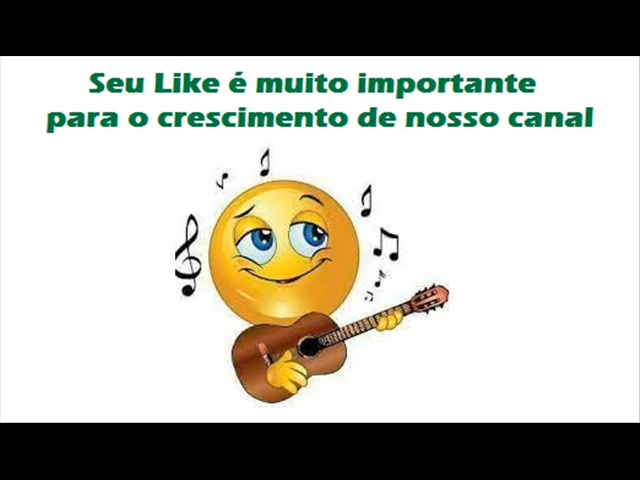 Seu Like é muito importante
para o crescimento de nosso canal